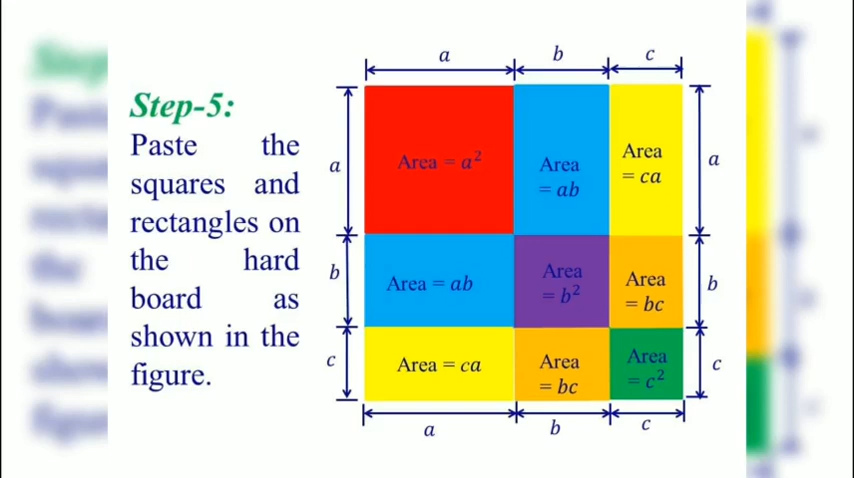 Step-5:
Paste the
squares and
rectangles on
the hard
board as
shown in the
figure.
a b c
a
Area = a²
Area
= ab
Area
= ca
a
b
Area = ab
Area
= b²
Area
= bc
b
c
Area = ca
Area
= bc
Area
= c²
c
a b c